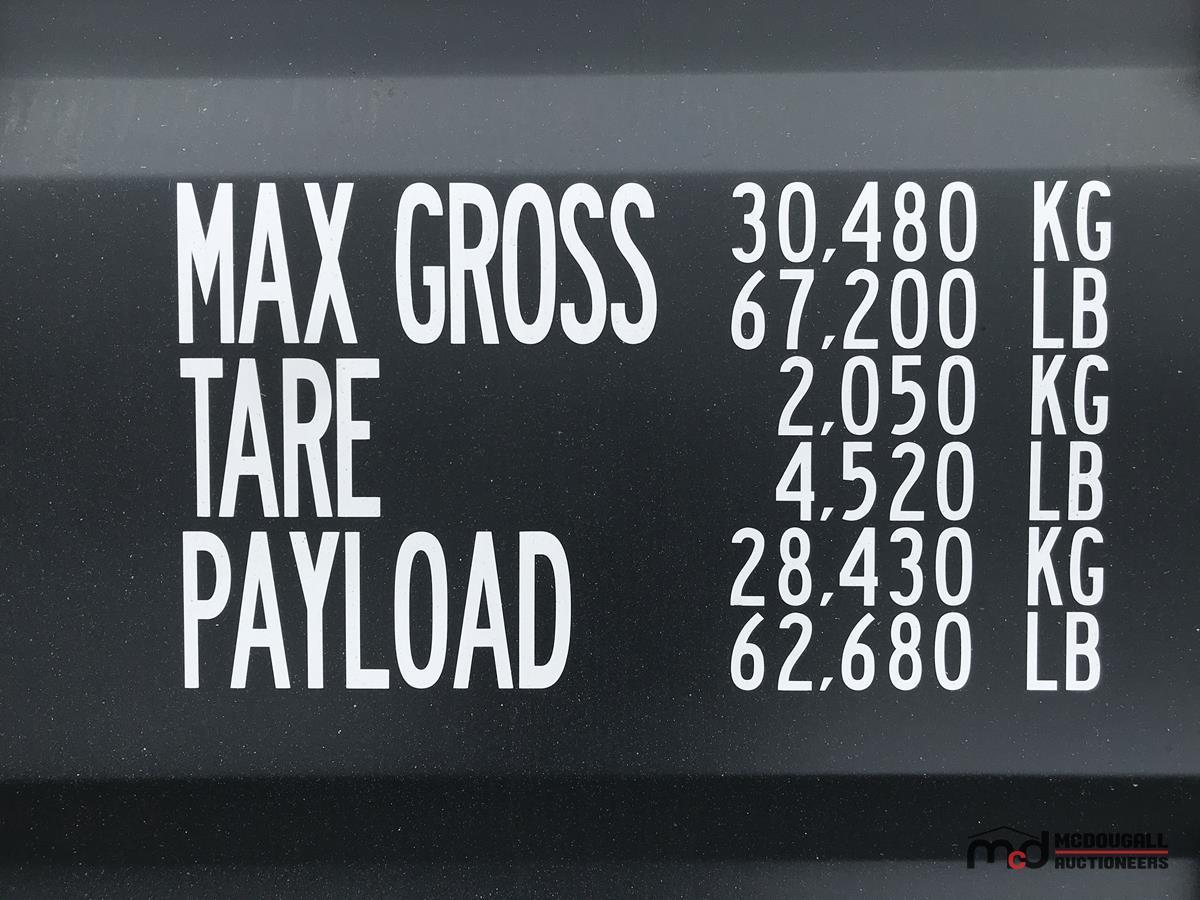 MAX GROSS 30,480 KG
67,200 LB
TARE 2,050 KG
4,520 LB
PAYLOAD 28,430 KG
62,680 LB
mcd MCDOUGALL
AUCTIONEERS